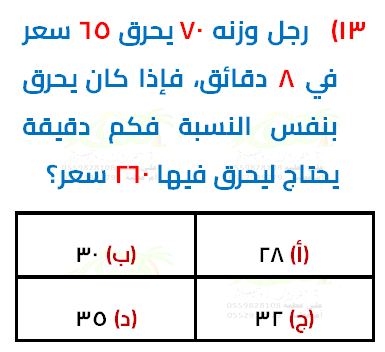 ١٣) رجل وزنه ٧٠ يحرق ٦٥ سعر
في ٨ دقائق، فإذا كان يحرق
بنفس النسبة فكم دقيقة
يحتاج ليحرق فيها ٢٦٠ سعر؟
(أ) ٢٨
(ب) ٣٠
(ج) ٣٢
(د) ٣٥